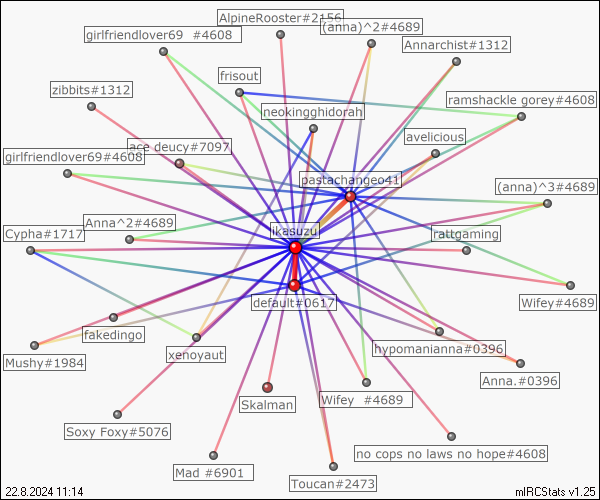 AlpineRooster#2156
girlfriendlover69 #4608
(anna)^2#4689
Annarchist#1312
frisout
zibbits#1312
ramshackle gorey#4608
neokingghidorah
avelicious
ace deucy#7097
girlfriendlover69#4608
pastachangeo41
(anna)^3#4689
Anna^2#4689
ikasuzu
Cypha#1717
rattgaming
default#0617
Wifey#4689
fakedingo
xenoyaut
hypomanianna#0396
Mushy#1984
Anna.#0396
Skalman
Wifey #4689
Soxy Foxy#5076
no cops no laws no hope#4608
Mad #6901
Toucan#2473
22.8.2024 11:14
mIRCStats v1.25